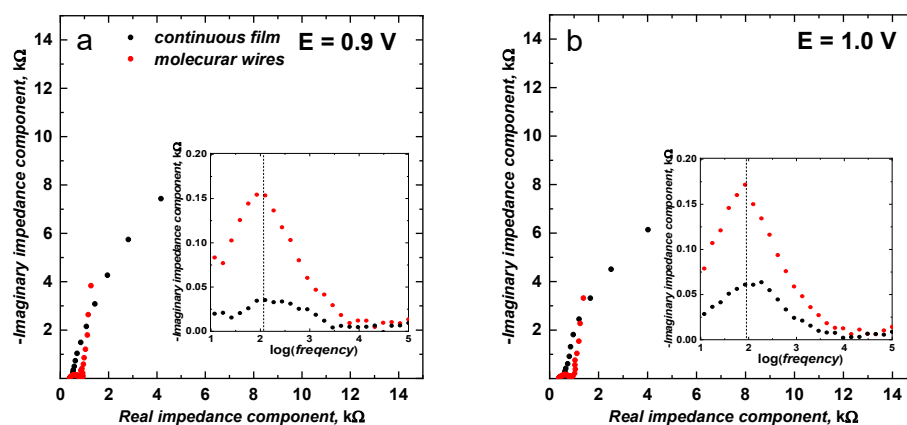 a
E = 0.9 V
continuous film
molecurar wires
-Imaginary impedance component, kΩ
14
12
10
8
6
4
2
0 2 4 6 8 10 12 14
Real impedance component, kΩ
-Imaginary impedance component, kΩ
0.20
0.15
0.10
0.05
0.00
1 2 3 4 5
log(freqency)
b
E = 1.0 V
-Imaginary impedance component, kΩ
14
12
10
8
6
4
2
0 2 4 6 8 10 12 14
Real impedance component, kΩ
-Imaginary impedance component, kΩ
0.20
0.15
0.10
0.05
0.00
1 2 3 4 5
log(freqency)